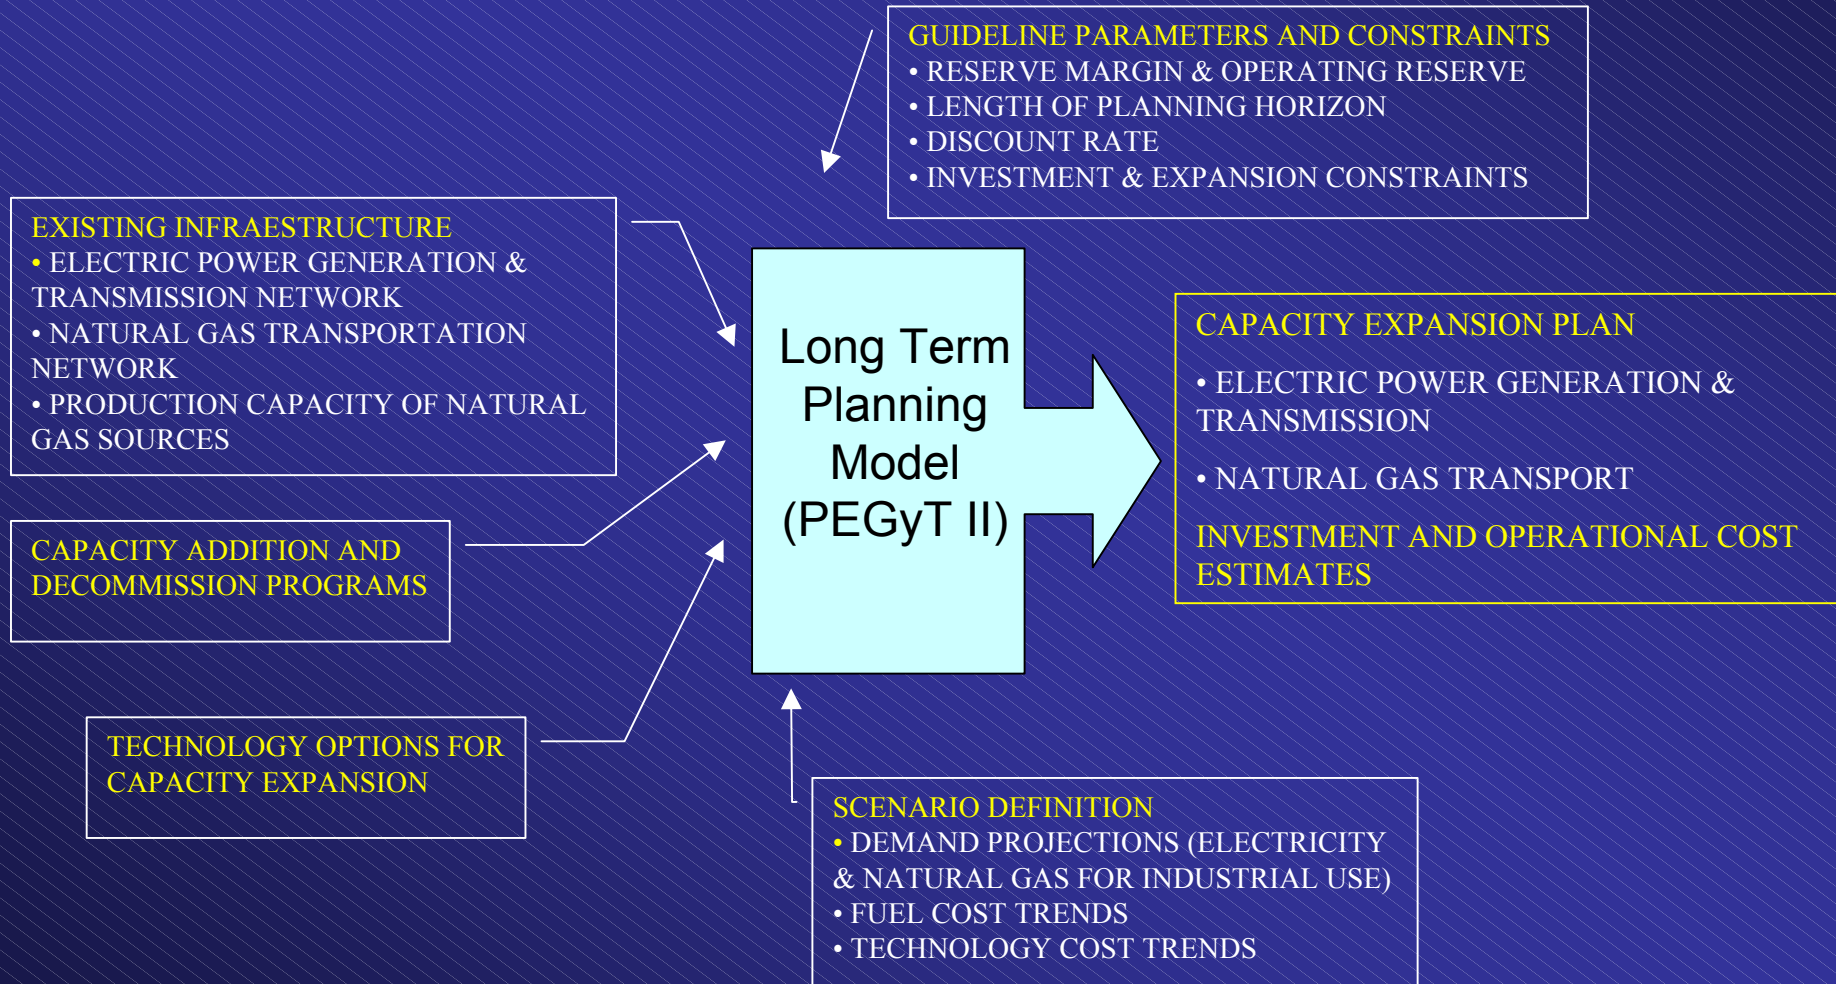 GUIDELINE PARAMETERS AND CONSTRAINTS
• RESERVE MARGIN & OPERATING RESERVE
• LENGTH OF PLANNING HORIZON
• DISCOUNT RATE
• INVESTMENT & EXPANSION CONSTRAINTS
EXISTING INFRAESTRUCTURE
• ELECTRIC POWER GENERATION &
TRANSMISSION NETWORK
• NATURAL GAS TRANSPORTATION
NETWORK
• PRODUCTION CAPACITY OF NATURAL
GAS SOURCES
CAPACITY ADDITION AND
DECOMMISSION PROGRAMS
TECHNOLOGY OPTIONS FOR
CAPACITY EXPANSION
Long Term
Planning
Model
(PEGyT II)
CAPACITY EXPANSION PLAN
• ELECTRIC POWER GENERATION &
TRANSMISSION
• NATURAL GAS TRANSPORT
INVESTMENT AND OPERATIONAL COST
ESTIMATES
SCENARIO DEFINITION
• DEMAND PROJECTIONS (ELECTRICITY
& NATURAL GAS FOR INDUSTRIAL USE)
• FUEL COST TRENDS
• TECHNOLOGY COST TRENDS